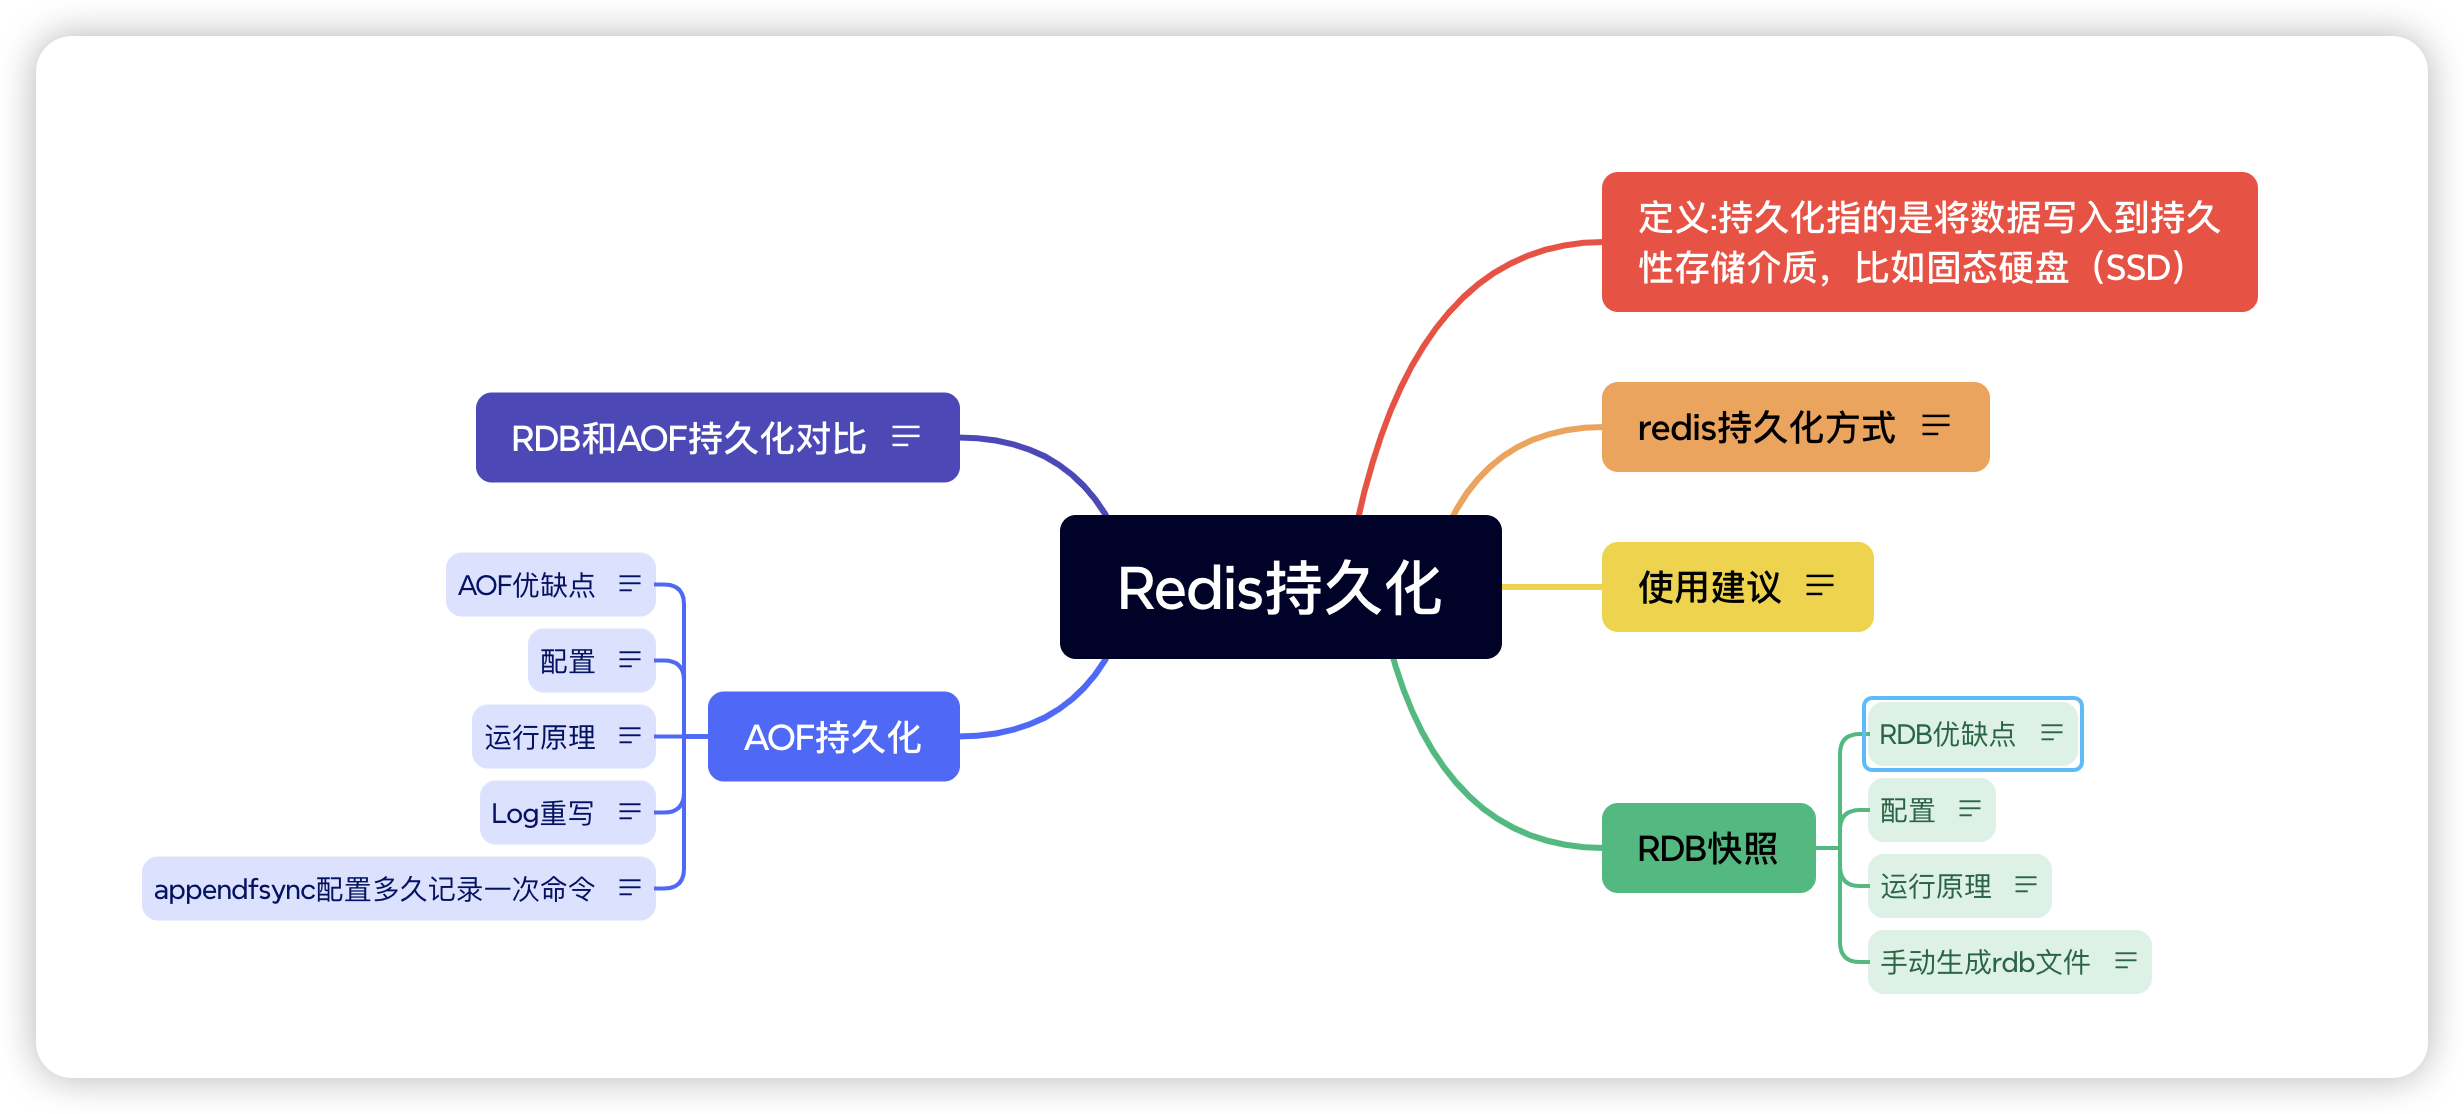 Redis持久化
定义:持久化指的是将数据写入到持久
性存储介质，比如固态硬盘（SSD）
redis持久化方式
使用建议
RDB快照
RDB优缺点
配置
运行原理
手动生成rdb文件
RDB和AOF持久化对比
AOF持久化
AOF优缺点
配置
运行原理
Log重写
appendfsync配置多久记录一次命令